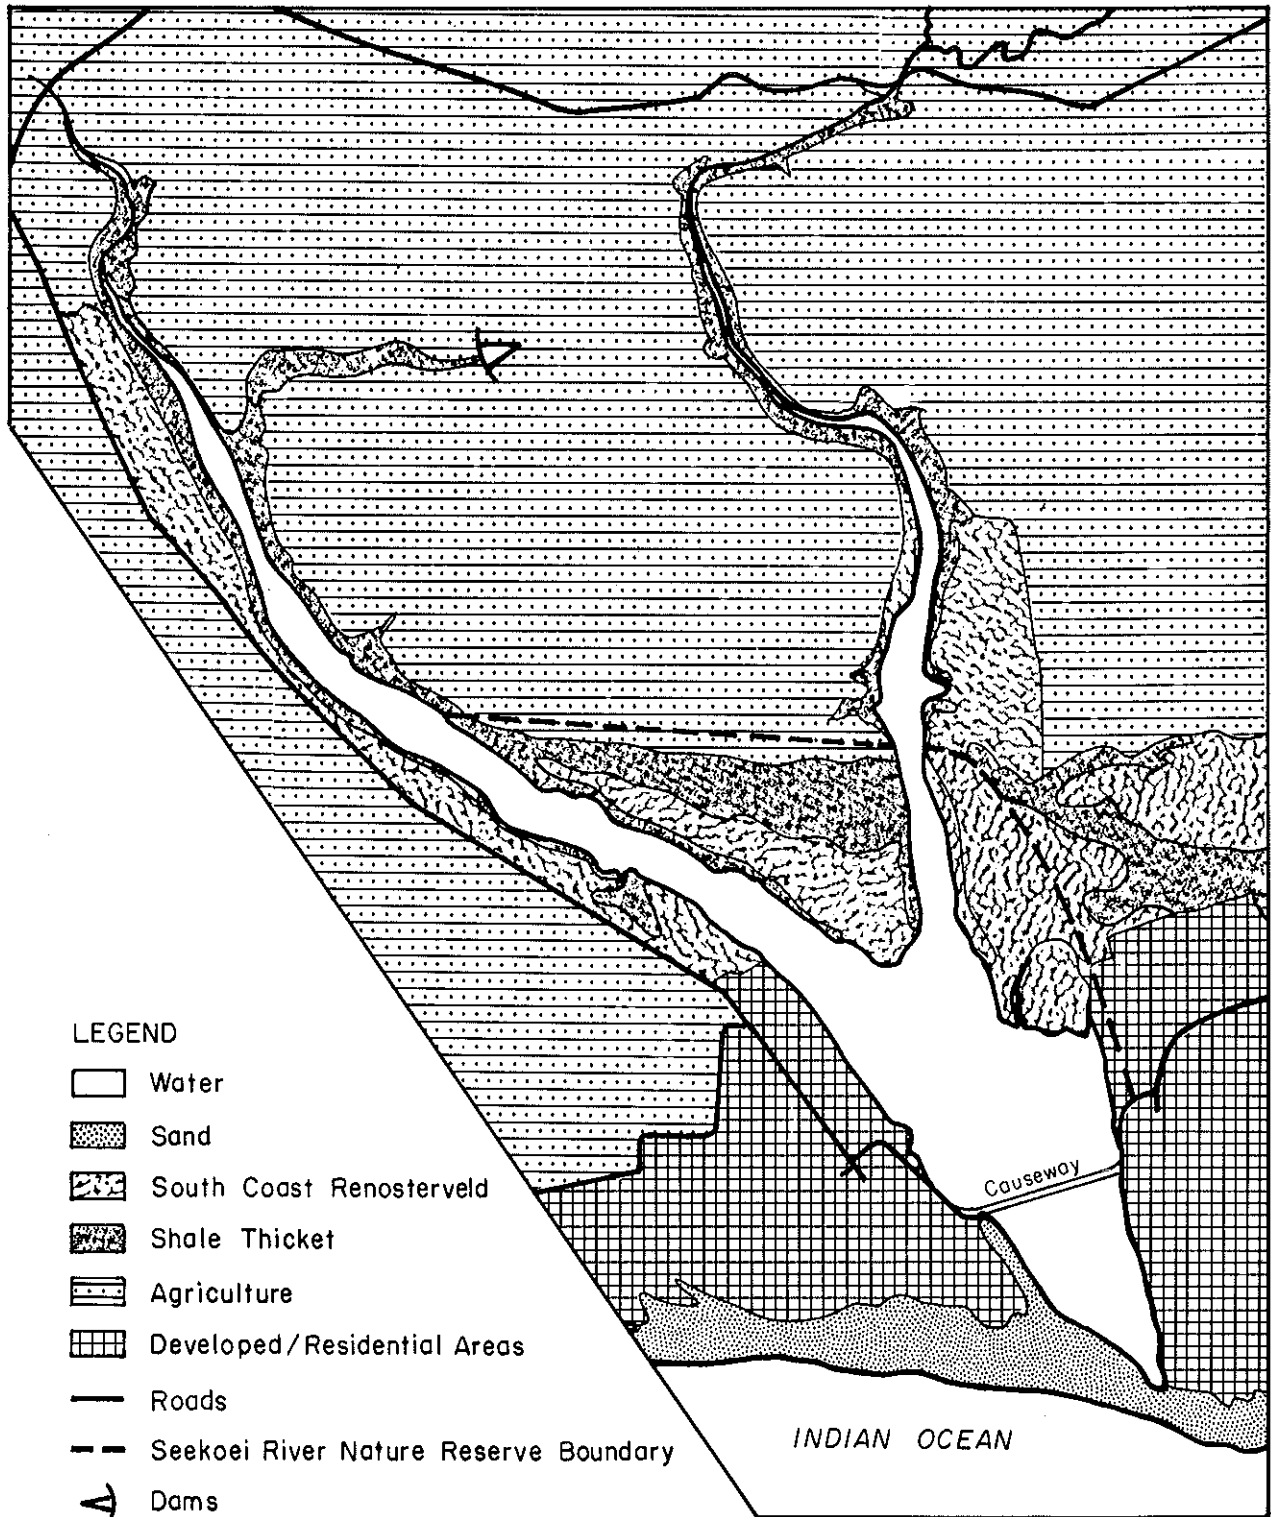 Causeway
INDIAN OCEAN
LEGEND
Water
Sand
South Coast Renosterveld
Shale Thicket
Agriculture
Developed/Residential Areas
Roads
Seekoei River Nature Reserve Boundary
Dams